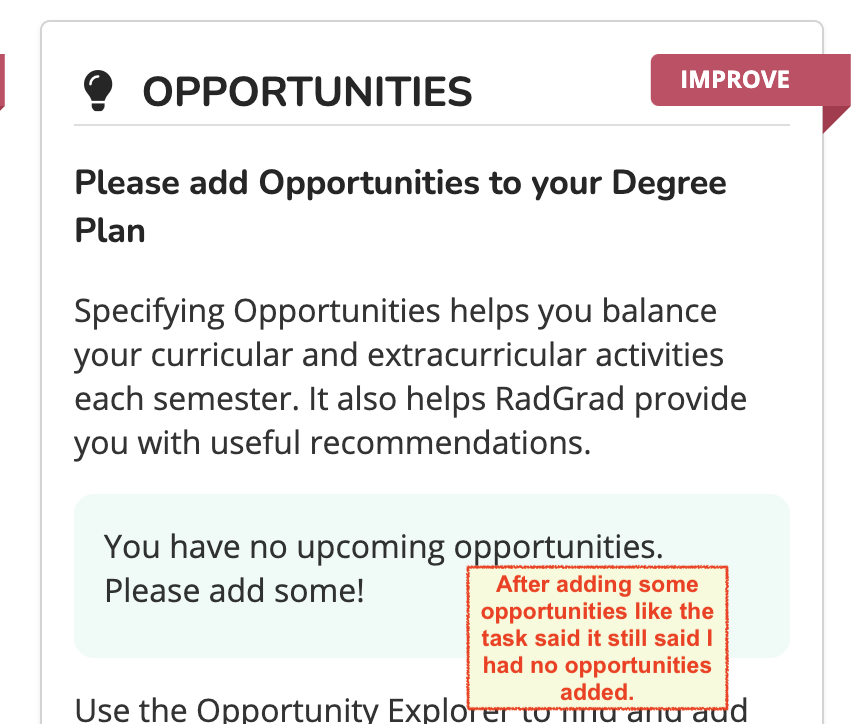 OPPORTUNITIES
IMPROVE
Please add Opportunities to your Degree
Plan
Specifying Opportunities helps you balance
your curricular and extracurricular activities
each semester. It also helps RadGrad provide
you with useful recommendations.
You have no upcoming opportunities.
Please add some!
After adding some
opportunities like the
task said it still said I
had no opportunities
added.
Use the Opportunity Explorer to find and add